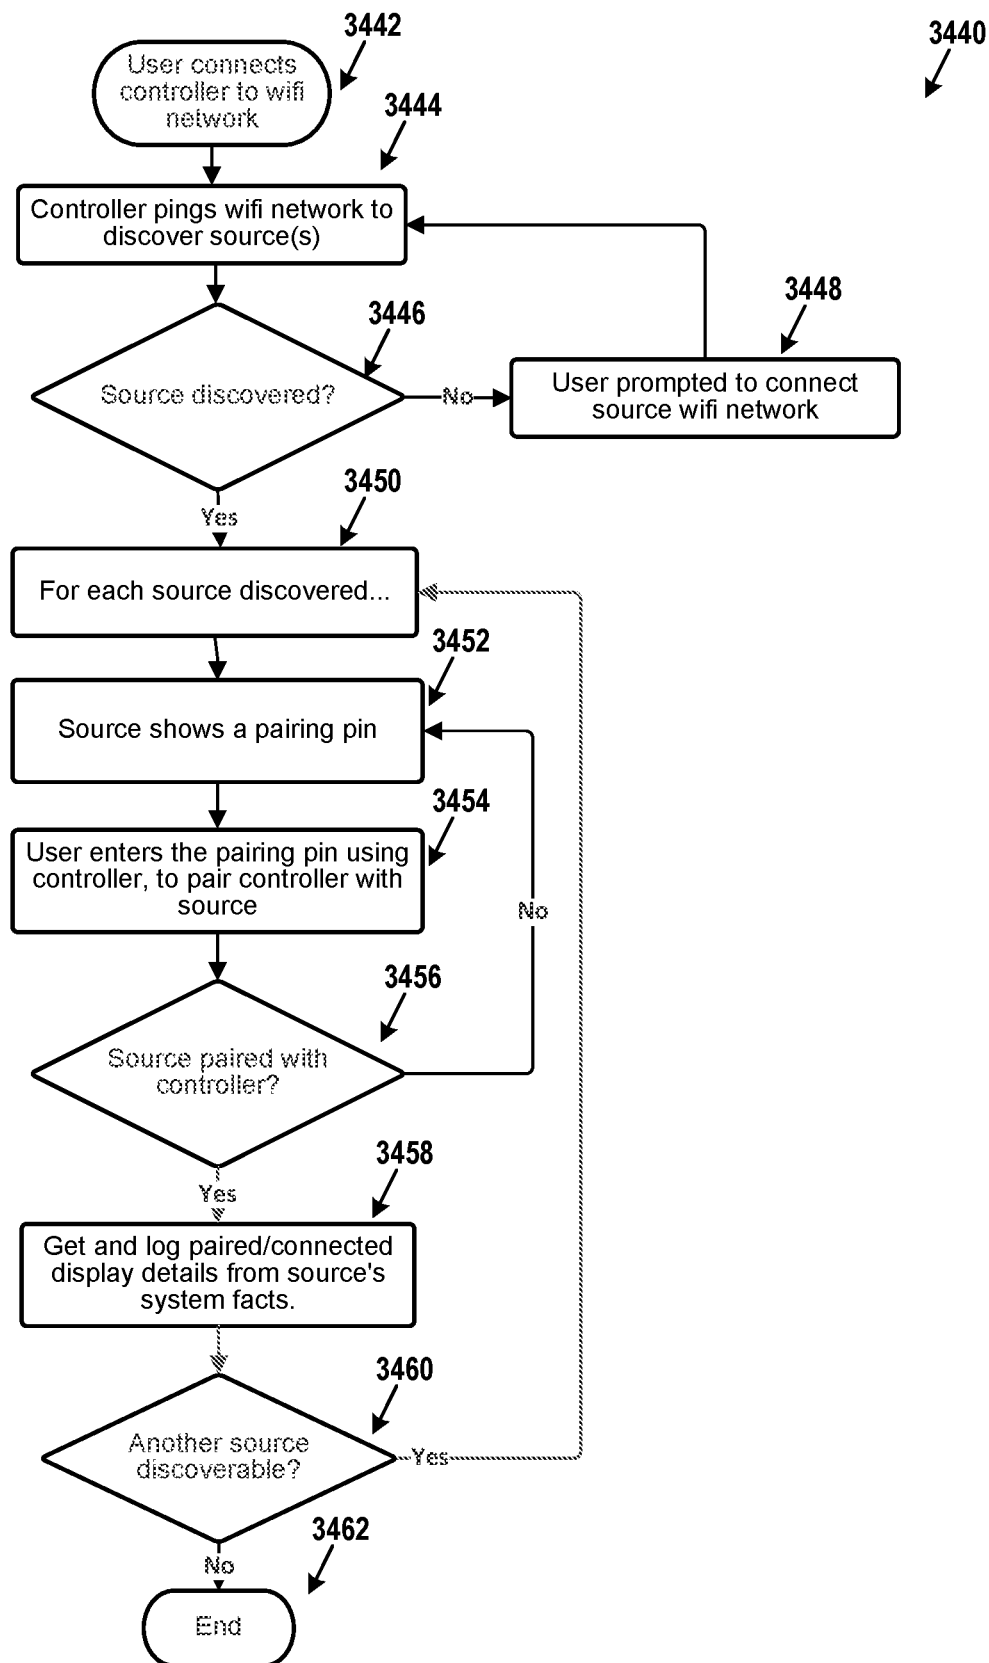 3442
3440
User connects
controller to wifi
network
3444
Controller pings wifi network to
discover source(s)
3446
3448
Source discovered?
No
User prompted to connect
source wifi network
3450
Yes
For each source discovered...
3452
Source shows a pairing pin
3454
User enters the pairing pin using
controller, to pair controller with
source
No
3456
Source paired with
controller?
3458
Yes
Get and log paired/connected
display details from source's
system facts.
3460
Another source
discoverable?
Yes
3462
No
End